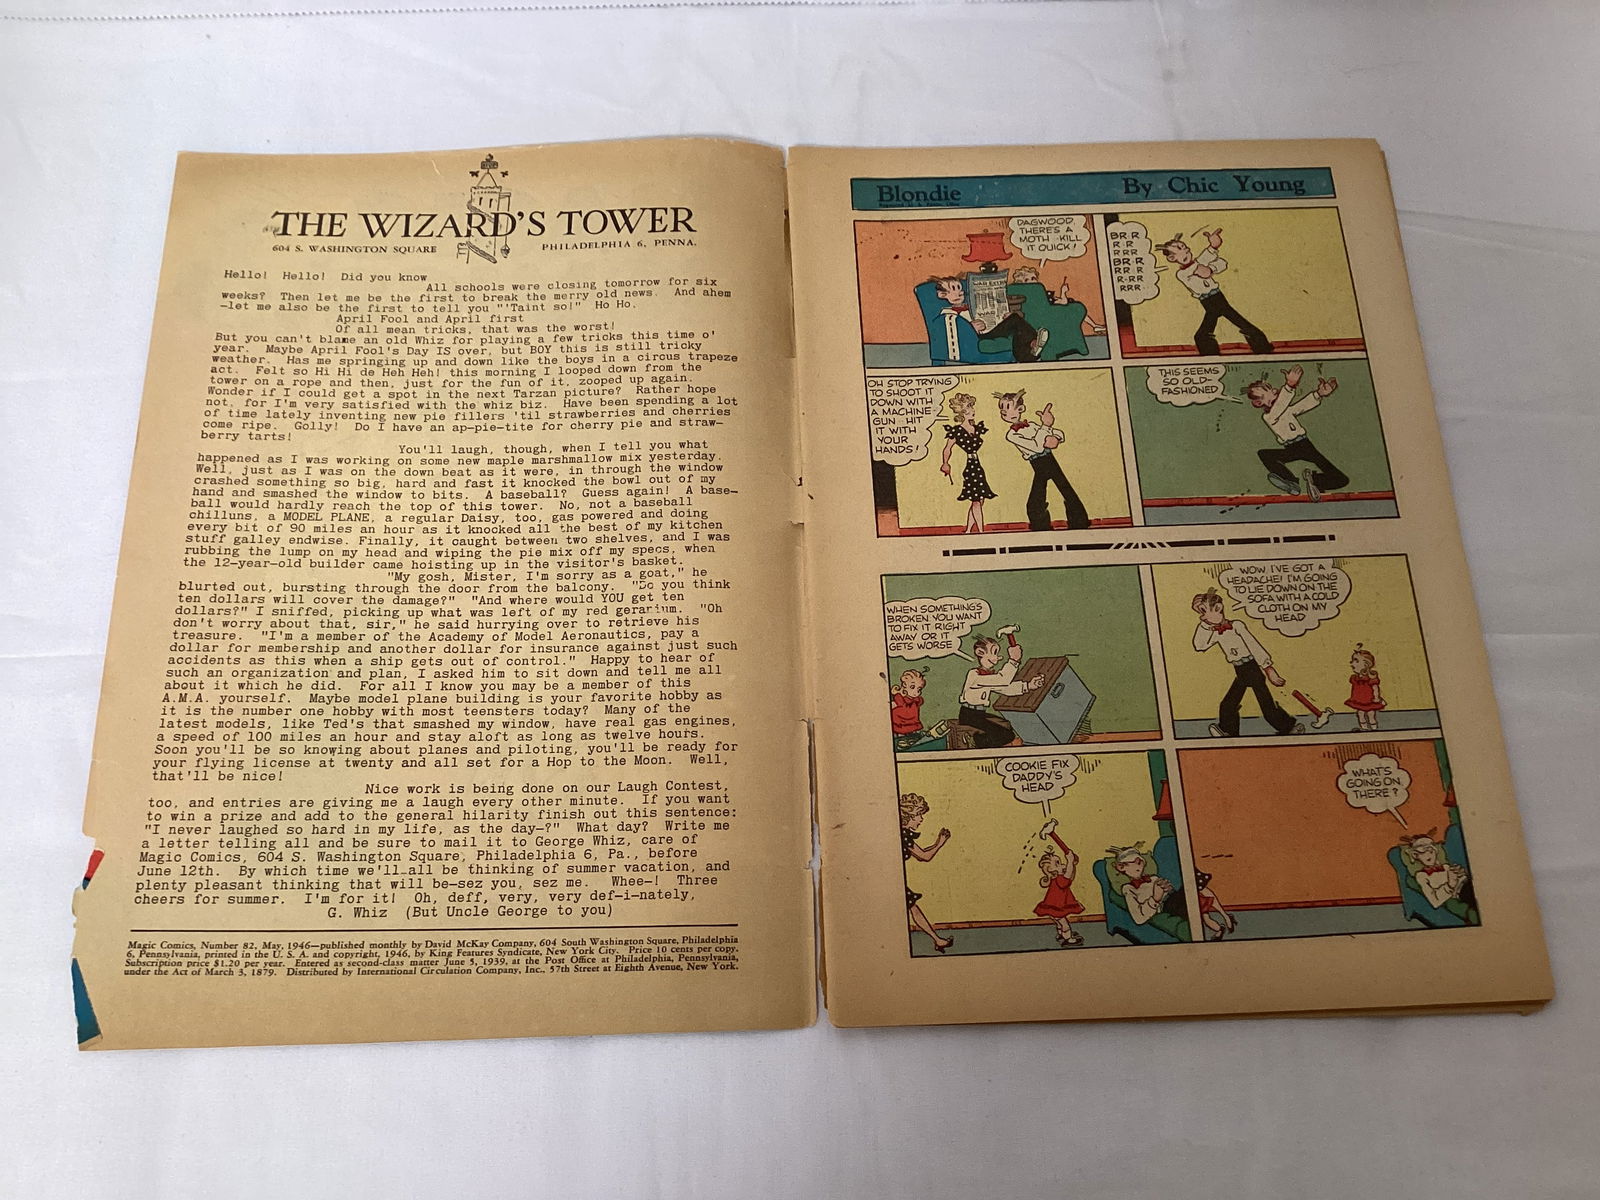 THE WIZARD'S TOWER
604 S. WASHINGTON SQUARE PHILADELPHIA 6, PENNA.
Hello! Hello! Did you know
All schools were closing tomorrow for six
weeks? Then let me be the first to break the merry old news. And ahem
—let me also be the first to tell you "'Taint so!" Ho Ho.
April Fool and April first
Of all mean tricks, that was the worst!
But you can't blame an old Whiz for playing a few tricks this time o'
year. Maybe April Fool's Day IS over, but BOY this is still tricky
weather. Has me springing up and down like the boys in a circus trapeze
act. Felt so Hi Hi de Heh Heh! this morning I looped down from the
tower on a rope and then, just for the fun of it, zooped up again.
Wonder if I could get a spot in the next Tarzan picture? Rather hope
not, for I'm very satisfied with the whiz biz. Have been spending a lot
of time lately inventing new pie fillers 'til strawberries and cherries
come ripe. Golly! Do I have an ap-pie-tite for cherry pie and straw-
berry tarts!
You'll laugh, though, when I tell you what
happened as I was working on some new maple marshmallow mix yesterday.
Well, just as I was on the down beat as it were, in through the window
crashed something so big, hard and fast it knocked the bowl out of my
hand and smashed the window to bits. A baseball? Guess again! A base-
ball would hardly reach the top of this tower. No, not a baseball
chilluns, a MODEL PLANE, a regular Daisy, too, gas powered and doing
every bit of 90 miles an hour as it knocked all the best of my kitchen
stuff galley endwise. Finally, it caught between two shelves, and I was
rubbing the lump on my head and wiping the pie mix off my specs, when
the 12-year-old builder came hoisting up in the visitor's basket.
"My gosh, Mister, I'm sorry as a goat," he
blurted out, bursting through the door from the balcony. "Do you think
ten dollars will cover the damage?" "And where would YOU get ten
dollars?" I sniffed, picking up what was left of my red geranium. "Oh
don't worry about that, sir," he said hurrying over to retrieve his
treasure. "I'm a member of the Academy of Model Aeronautics, pay a
dollar for membership and another dollar for insurance against just such
accidents as this when a ship gets out of control." Happy to hear of
such an organization and plan, I asked him to sit down and tell me all
about it which he did. For all I know you may be a member of this
A.M.A. yourself. Maybe model plane building is your favorite hobby as
it is the number one hobby with most teensters today? Many of the
latest models, like Ted's that smashed my window, have real gas engines,
a speed of 100 miles an hour and stay aloft as long as twelve hours.
Soon you'll be so knowing about planes and piloting, you'll be ready for
your flying license at twenty and all set for a Hop to the Moon. Well,
that'll be nice!
Nice work is being done on our Laugh Contest,
too, and entries are giving me a laugh every other minute. If you want
to win a prize and add to the general hilarity finish out this sentence:
"I never laughed so hard in my life, as the day—?" What day? Write me
a letter telling all and be sure to mail it to George Whiz, care of
Magic Comics, 604 S. Washington Square, Philadelphia 6, Pa., before
June 12th. By which time we'll all be thinking of summer vacation, and
plenty pleasant thinking that will be—sez you, sez me. Whee—! Three
cheers for summer. I'm for it! Oh, deff, very, very def-i-nately,
G. Whiz (But Uncle George to you)
Magic Comics, Number 82, May, 1946—published monthly by David McKay Company, 604 South Washington Square, Philadelphia
6, Pennsylvania, printed in the U. S. A. and copyright, 1946, by King Features Syndicate, New York City. Price 10 cents per copy.
Subscription price $1.20 per year. Entered as second-class matter June 5, 1939, at the Post Office at Philadelphia, Pennsylvania,
under the Act of March 3, 1879. Distributed by International Circulation Company, Inc., 57th Street at Eighth Avenue, New York.
Blondie By Chic Young
DAGWOOD,
THERE'S A
MOTH - KILL
IT QUICK!
WAR EXTRA
WAR
BR-R
R-R
RRR
BR-R
RR R
R-RR
RRR
OH STOP TRYING
TO SHOOT IT
DOWN WITH
A MACHINE-
GUN - HIT
IT WITH
YOUR
HANDS!
THIS SEEMS
SO OLD-
FASHIONED
WHEN SOMETHING'S
BROKEN YOU WANT
TO FIX IT RIGHT
AWAY OR IT
GETS WORSE
WOW, I'VE GOT A
HEADACHE! I'M GOING
TO LIE DOWN ON THE
SOFA WITH A COLD
CLOTH ON MY
HEAD
COOKIE FIX
DADDY'S
HEAD
WHAT'S
GOING ON
THERE?